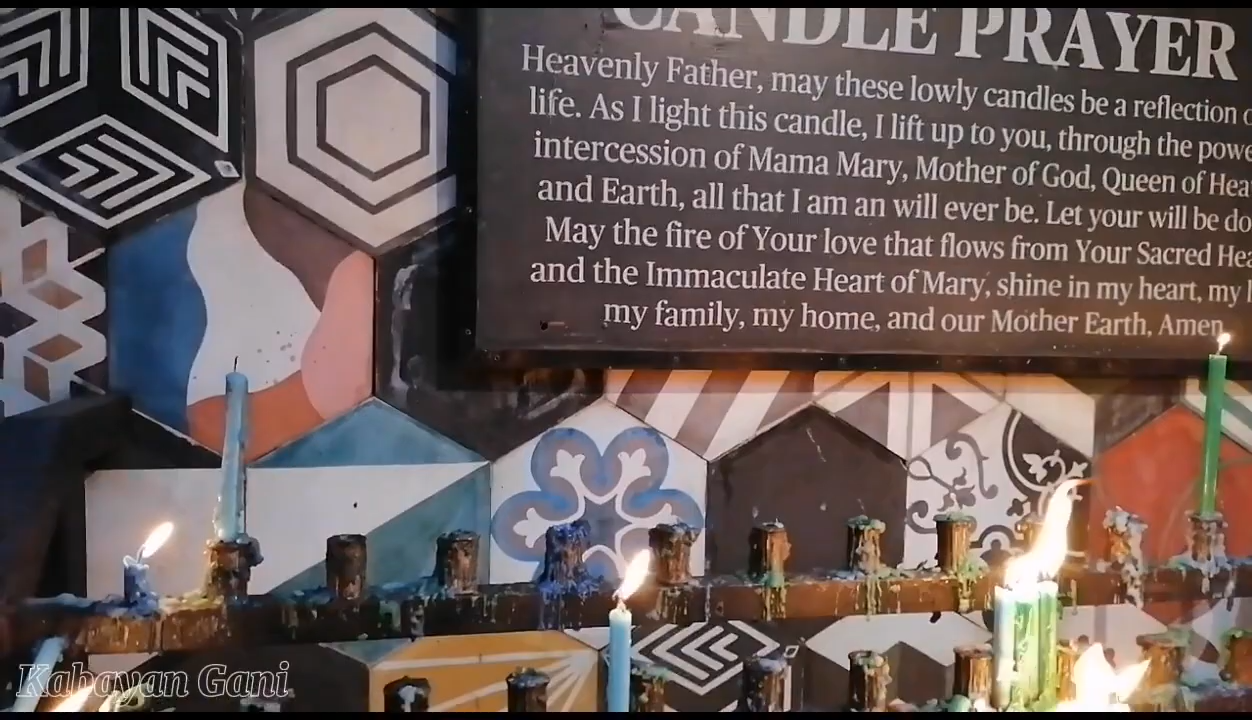 CANDLE PRAYER
Heavenly Father, may these lowly candles be a reflection
life. As I light this candle, I lift up to you, through the
intercession of Mama Mary, Mother of God, Queen of
and Earth, all that I am an will ever be. Let your will be
May the fire of Your love that flows from Your Sacred
and the Immaculate Heart of Mary, shine in my heart, my
my family, my home, and our Mother Earth, Amen
Kabayan Gani